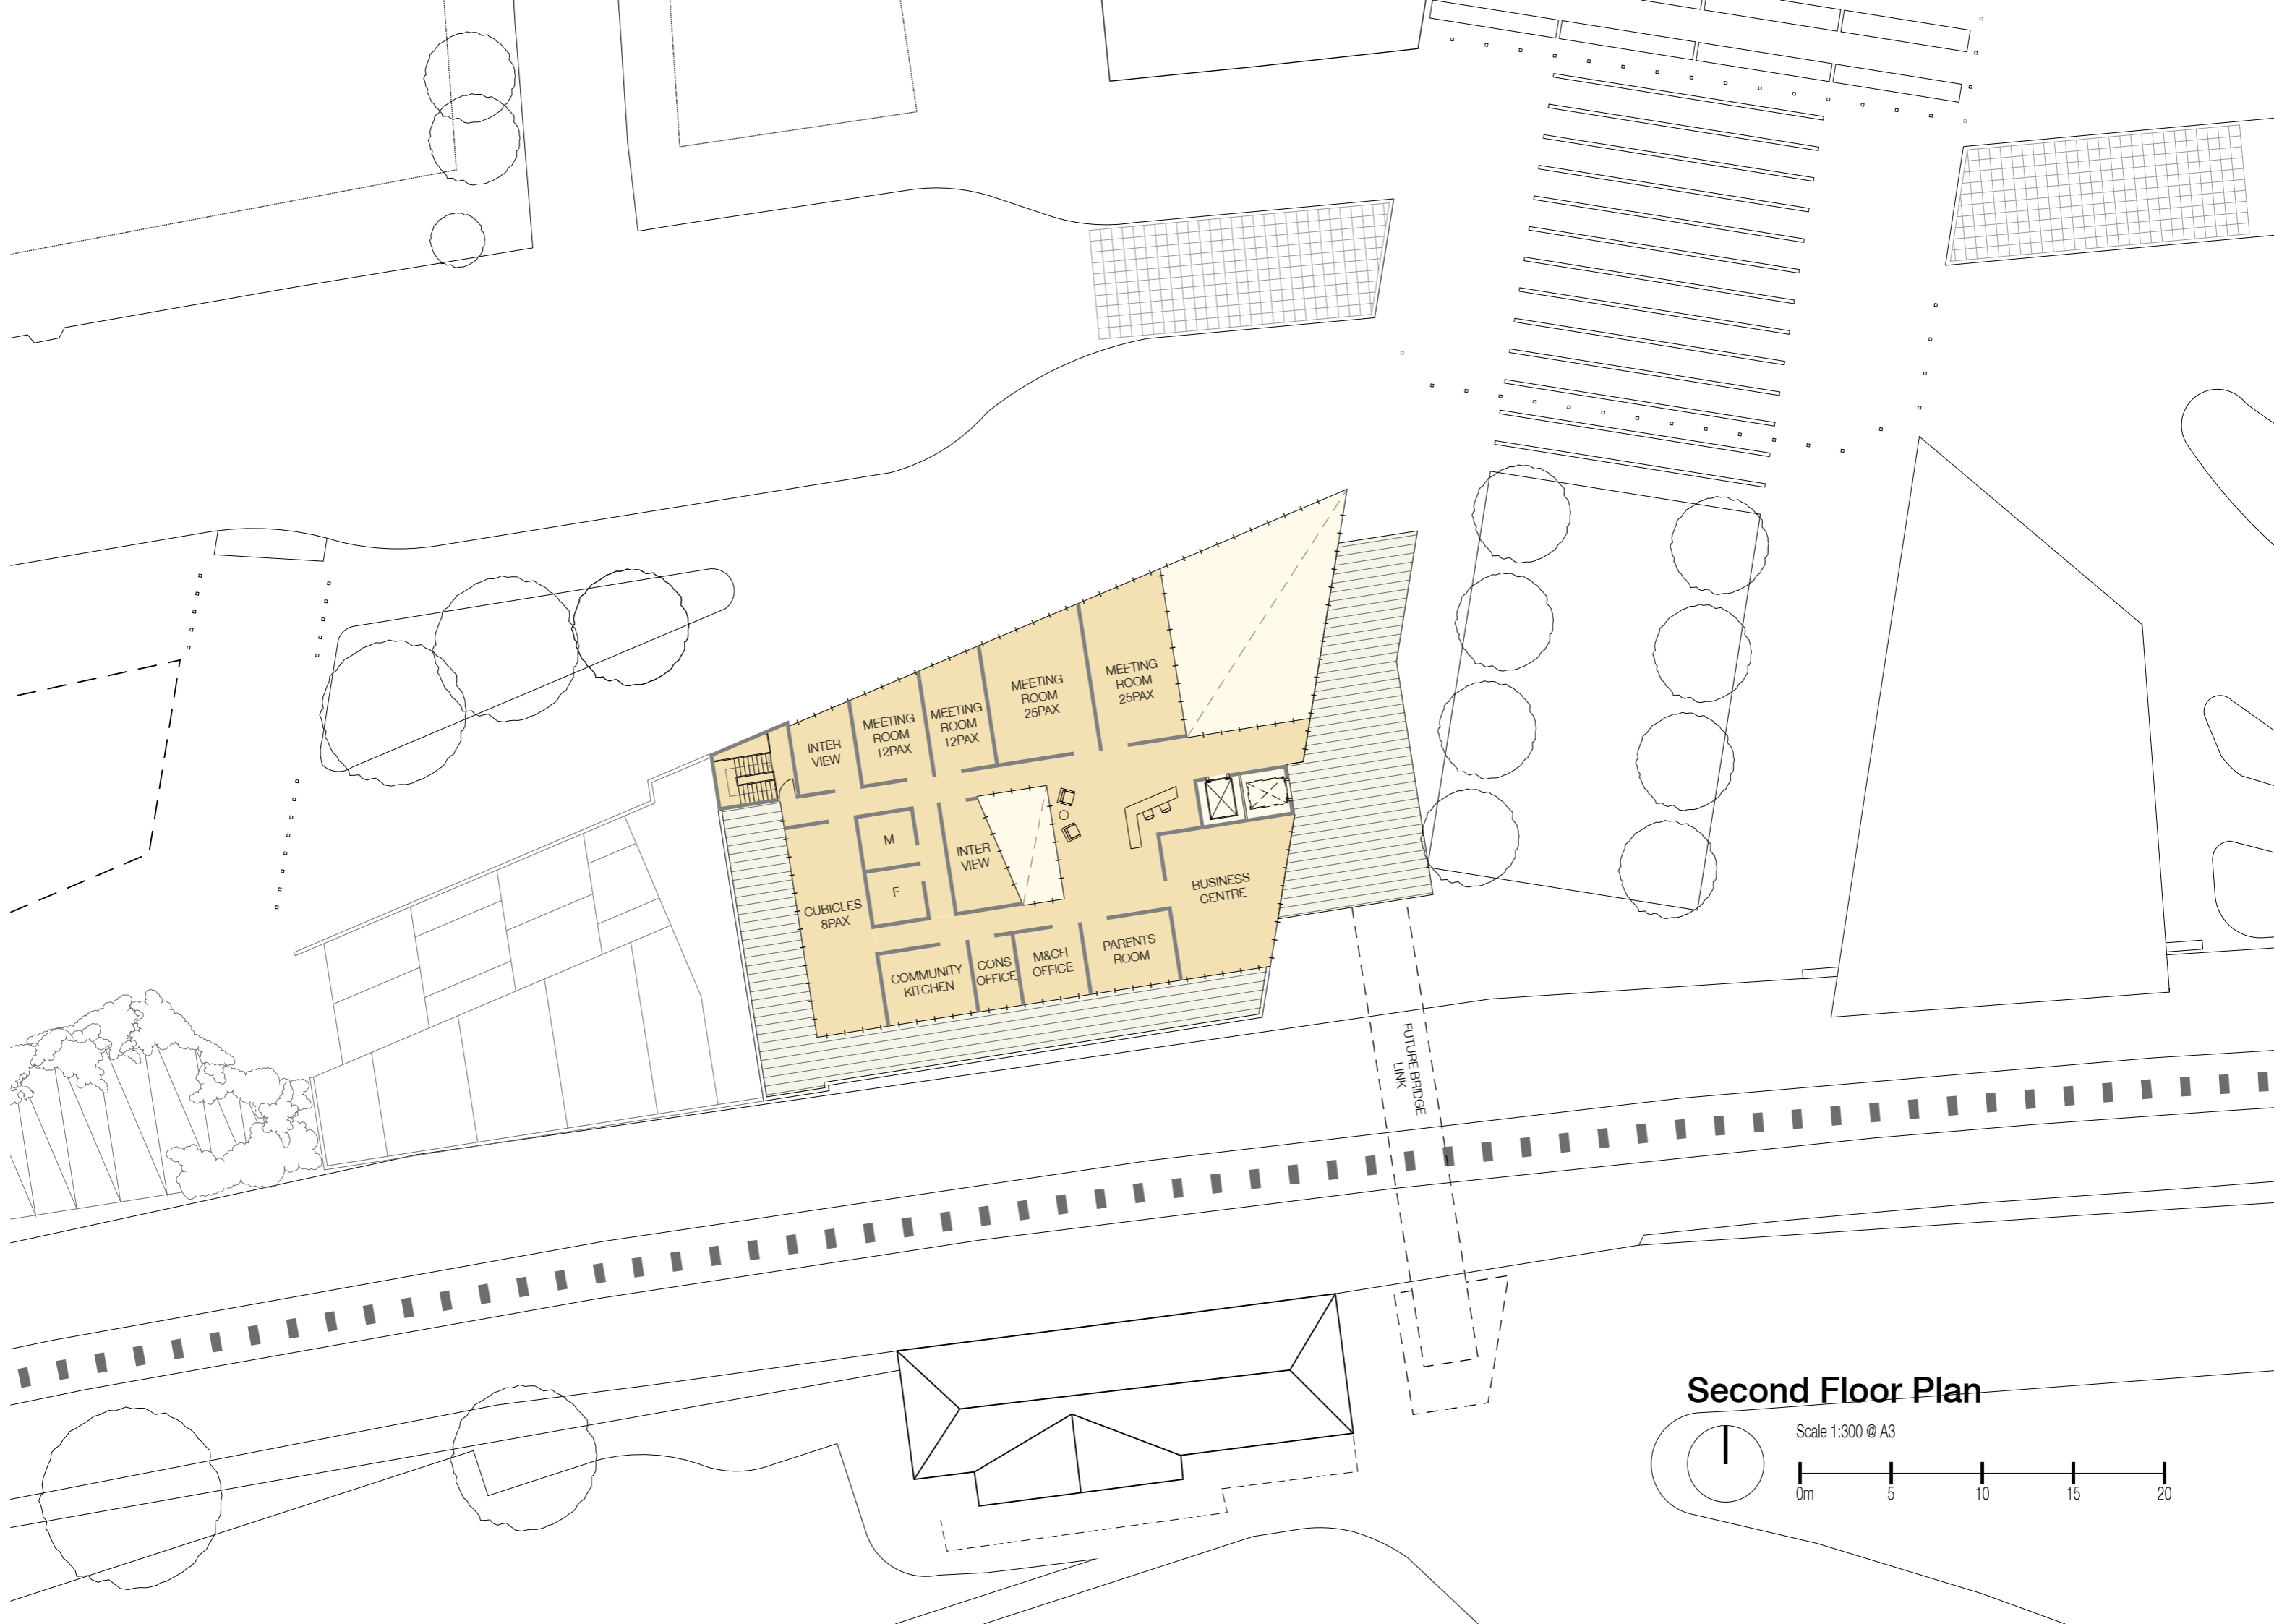 MEETING
ROOM
25PAX
MEETING
ROOM
25PAX
MEETING
ROOM
12PAX
MEETING
ROOM
12PAX
INTER
VIEW
M
F
INTER
VIEW
CUBICLES
8PAX
BUSINESS
CENTRE
COMMUNITY
KITCHEN
CONS
OFFICE
M&CH
OFFICE
PARENTS
ROOM
FUTURE BRIDGE
LINK
Second Floor Plan
Scale 1:300 @ A3
0m 5 10 15 20